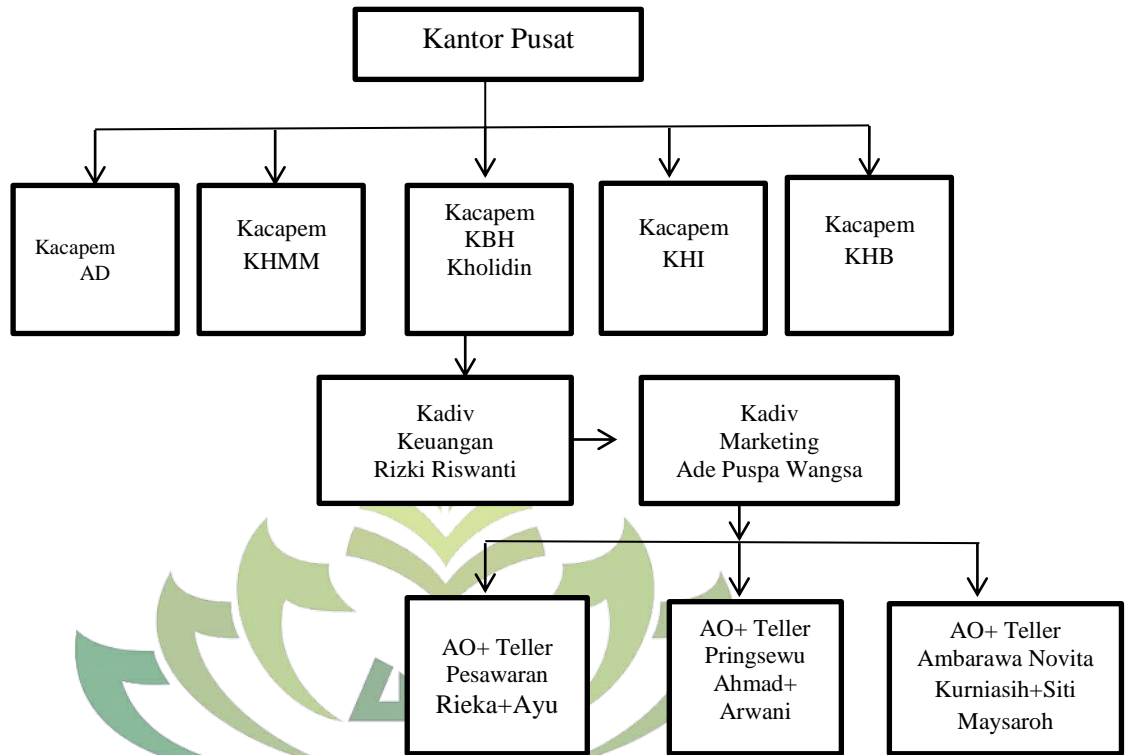 Kantor Pusat
Kacapem
AD
Kacapem
KHMM
Kacapem
KBH
Kholidin
Kacapem
KHI
Kacapem
KHB
Kadiv
Keuangan
Rizki Riswanti
Kadiv
Marketing
Ade Puspa Wangsa
AO+ Teller
Pesawaran
Rieka+Ayu
AO+ Teller
Pringsewu
Ahmad+
Arwani
AO+ Teller
Ambarawa Novita
Kurniasih+Siti
Maysaroh